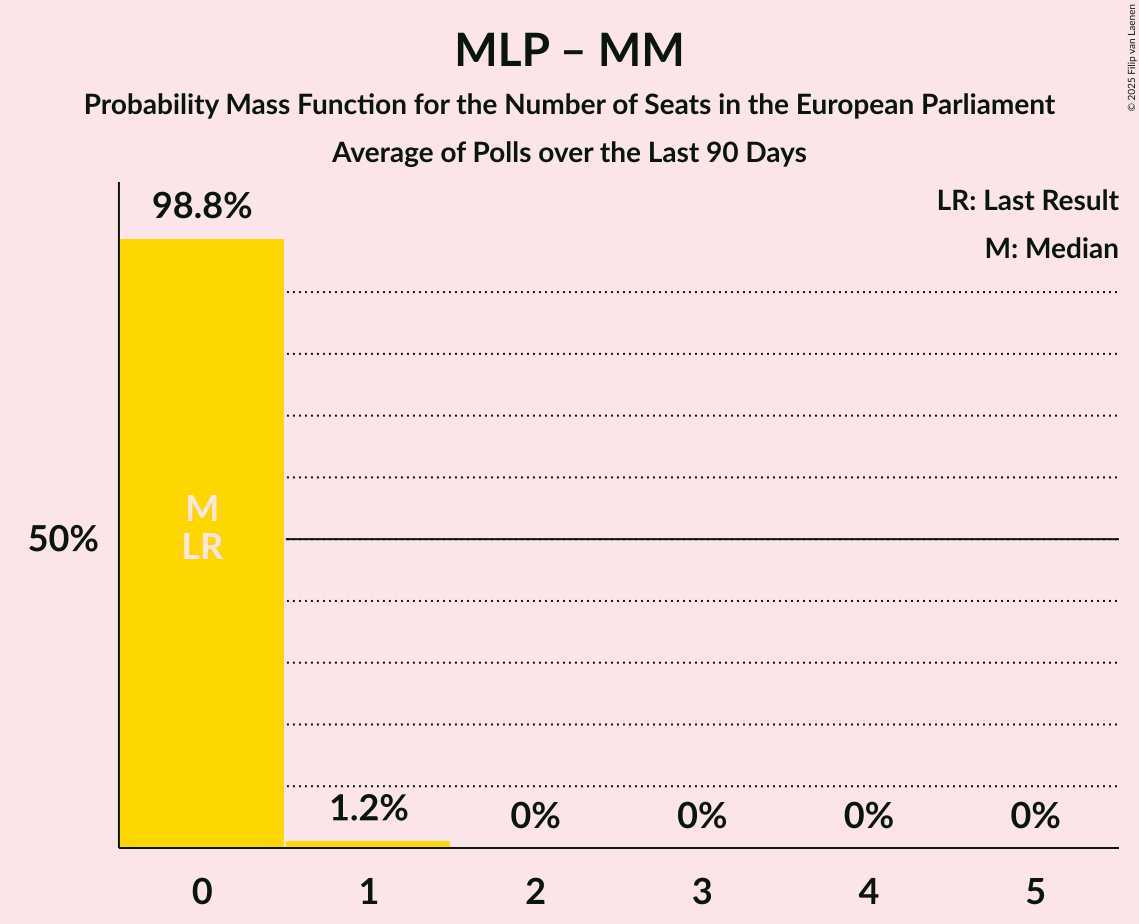 MLP – MM
Probability Mass Function for the Number of Seats in the European Parliament
Average of Polls over the Last 90 Days
© 2025 Filip van Laenen
LR: Last Result
M: Median
98.8%
M
LR
50%
1.2%
0%
0%
0%
0%
0
1
2
3
4
5